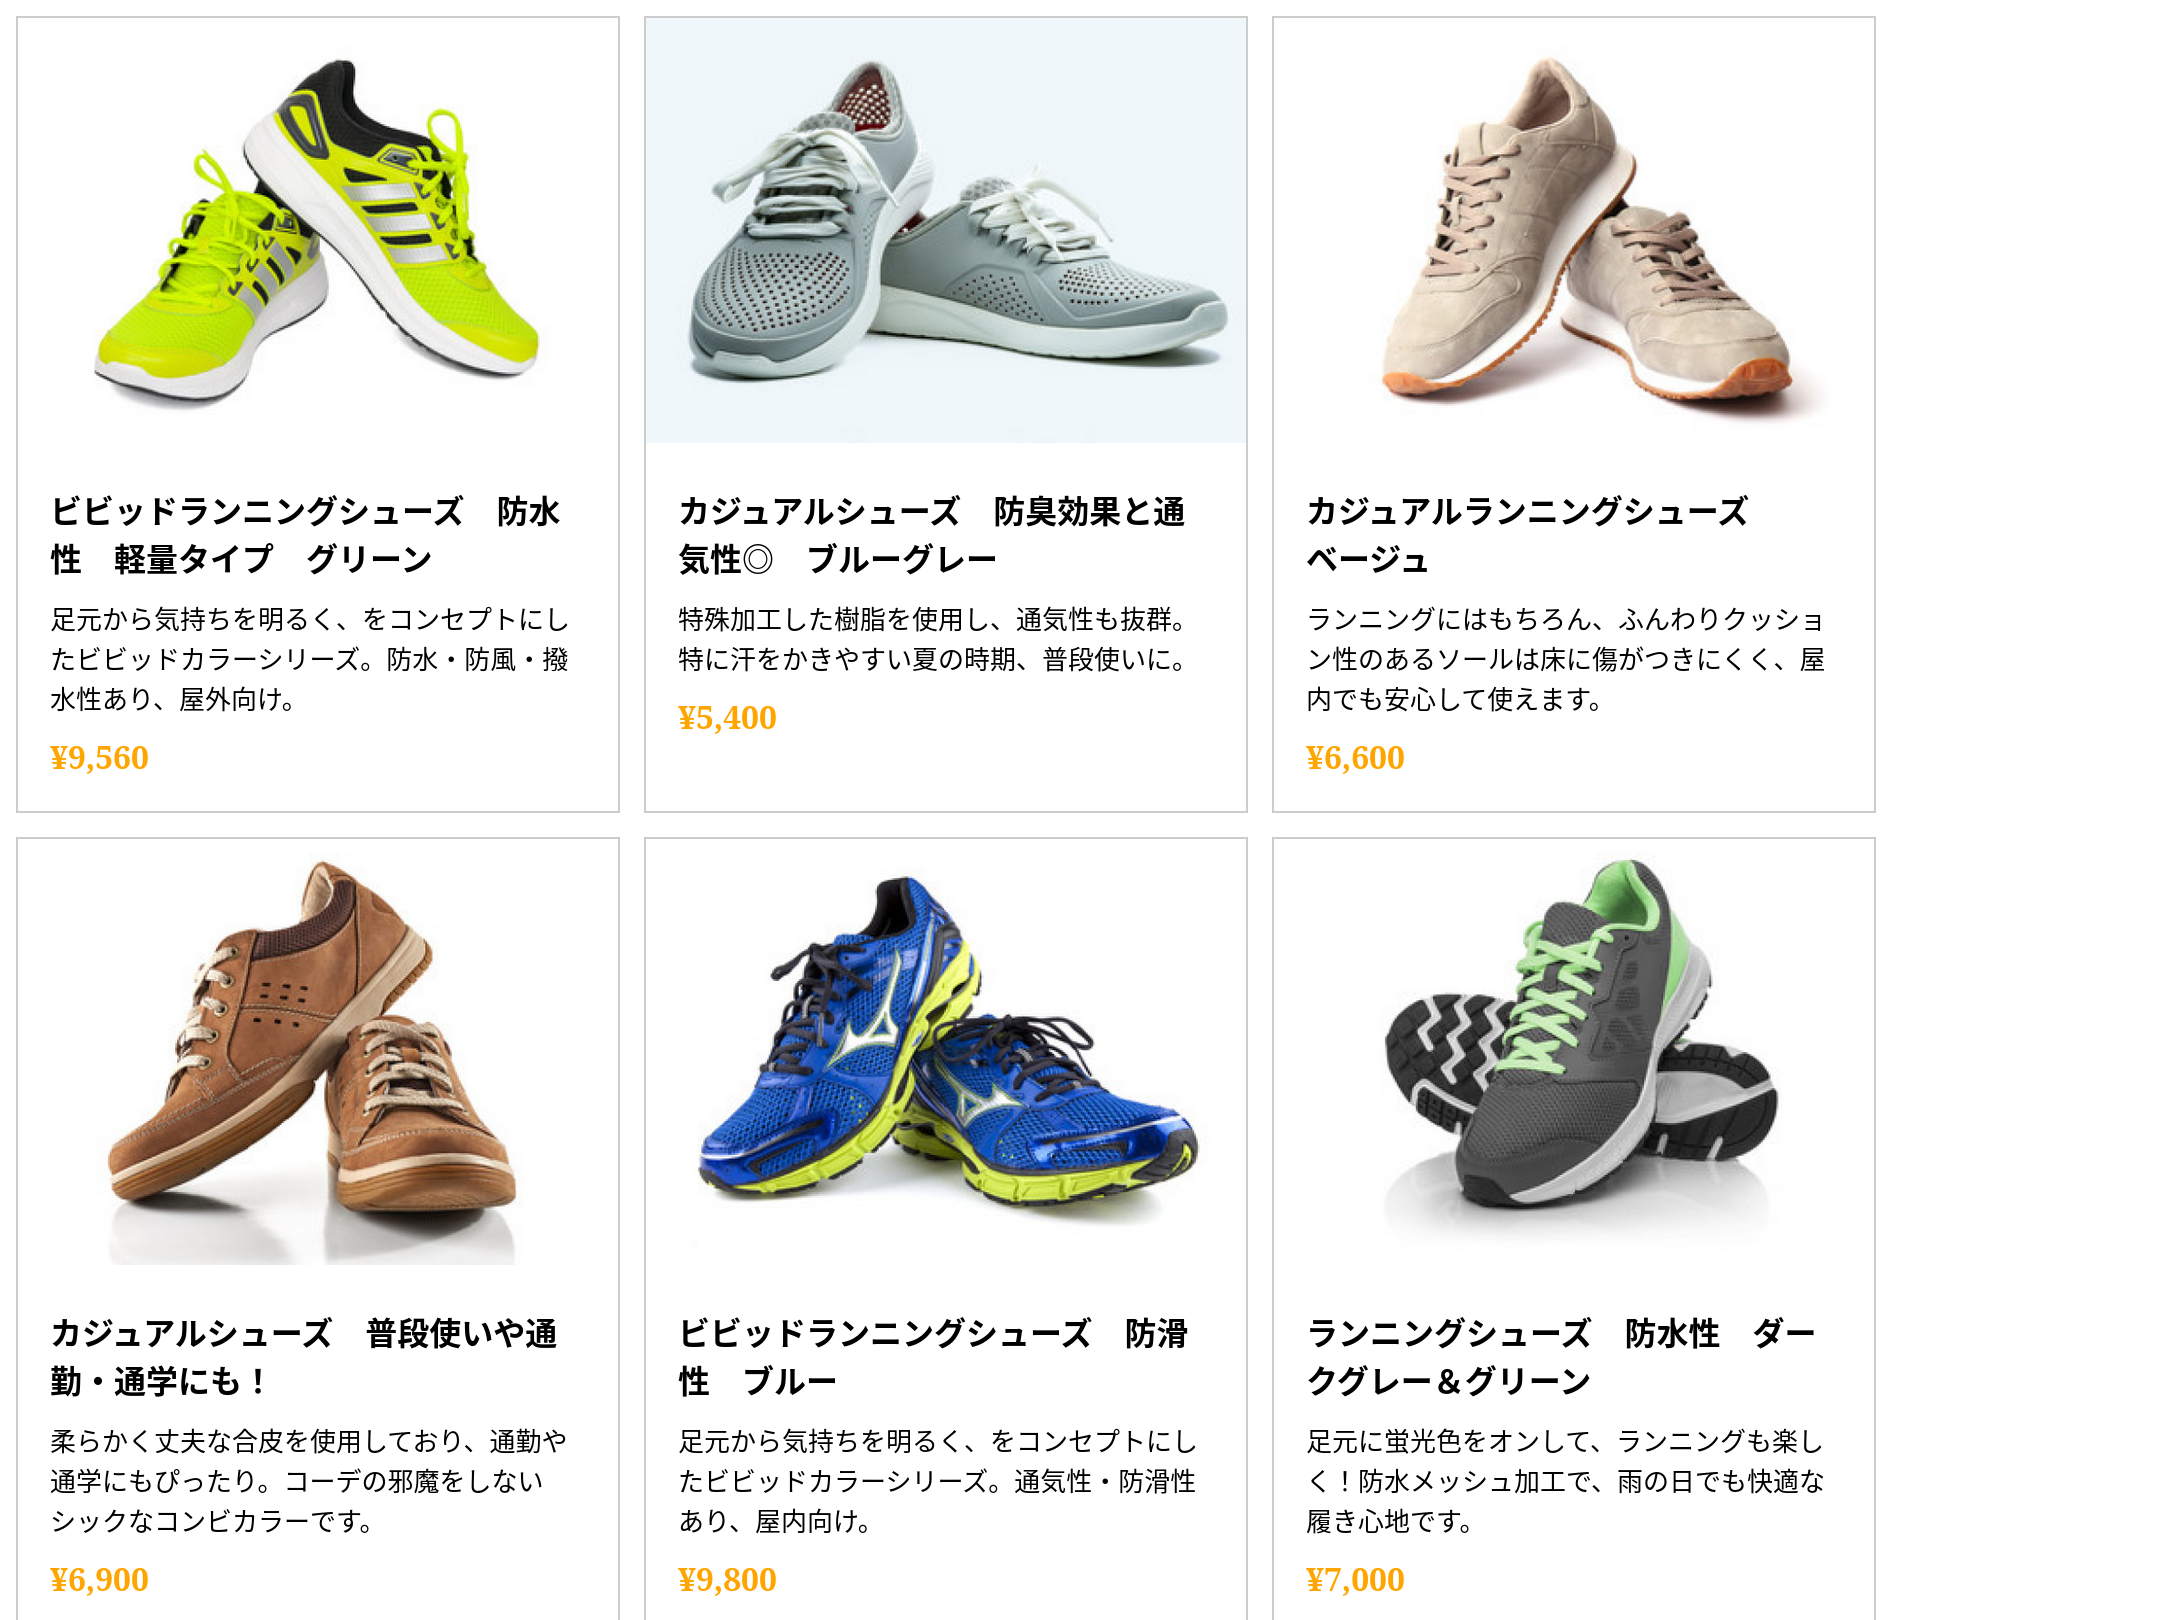 ビビッドランニングシューズ　防水
性　軽量タイプ　グリーン
足元から気持ちを明るく、をコンセプトにし
たビビッドカラーシリーズ。防水・防風・撥
水性あり、屋外向け。
¥9,560
カジュアルシューズ　防臭効果と通
気性◎　ブルーグレー
特殊加工した樹脂を使用し、通気性も抜群。
特に汗をかきやすい夏の時期、普段使いに。
¥5,400
カジュアルランニングシューズ
ベージュ
ランニングにはもちろん、ふんわりクッショ
ン性のあるソールは床に傷がつきにくく、屋
内でも安心して使えます。
¥6,600
カジュアルシューズ　普段使いや通
勤・通学にも！
柔らかく丈夫な合皮を使用しており、通勤や
通学にもぴったり。コーデの邪魔をしない
シックなコンビカラーです。
¥6,900
ビビッドランニングシューズ　防滑
性　ブルー
足元から気持ちを明るく、をコンセプトにし
たビビッドカラーシリーズ。通気性・防滑性
あり、屋内向け。
¥9,800
ランニングシューズ　防水性　ダー
クグレー＆グリーン
足元に蛍光色をオンして、ランニングも楽し
く！防水メッシュ加工で、雨の日でも快適な
履き心地です。
¥7,000